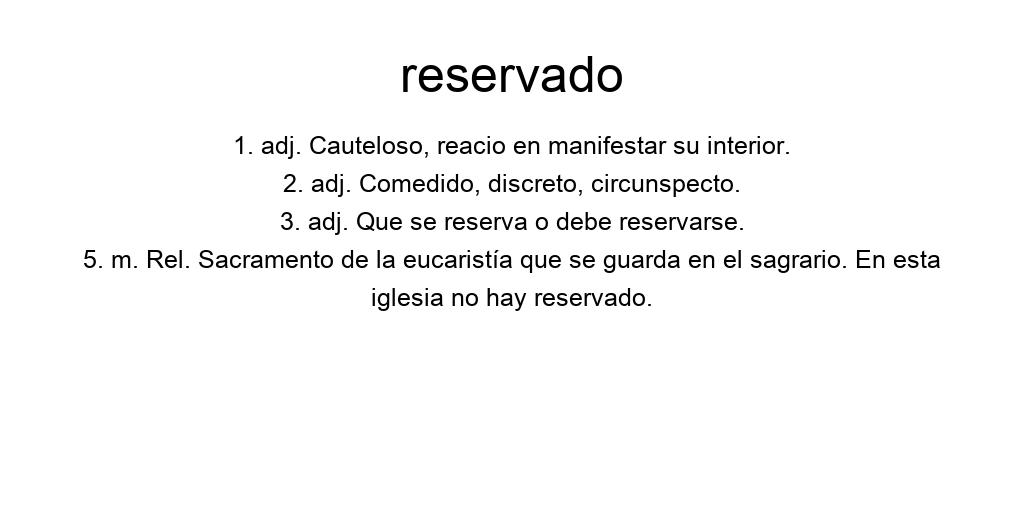 reservado
1. adj. Cauteloso, reacio en manifestar su interior.
2. adj. Comedido, discreto, circunspecto.
3. adj. Que se reserva o debe reservarse.
5. m. Rel. Sacramento de la eucaristía que se guarda en el sagrario. En esta
iglesia no hay reservado.